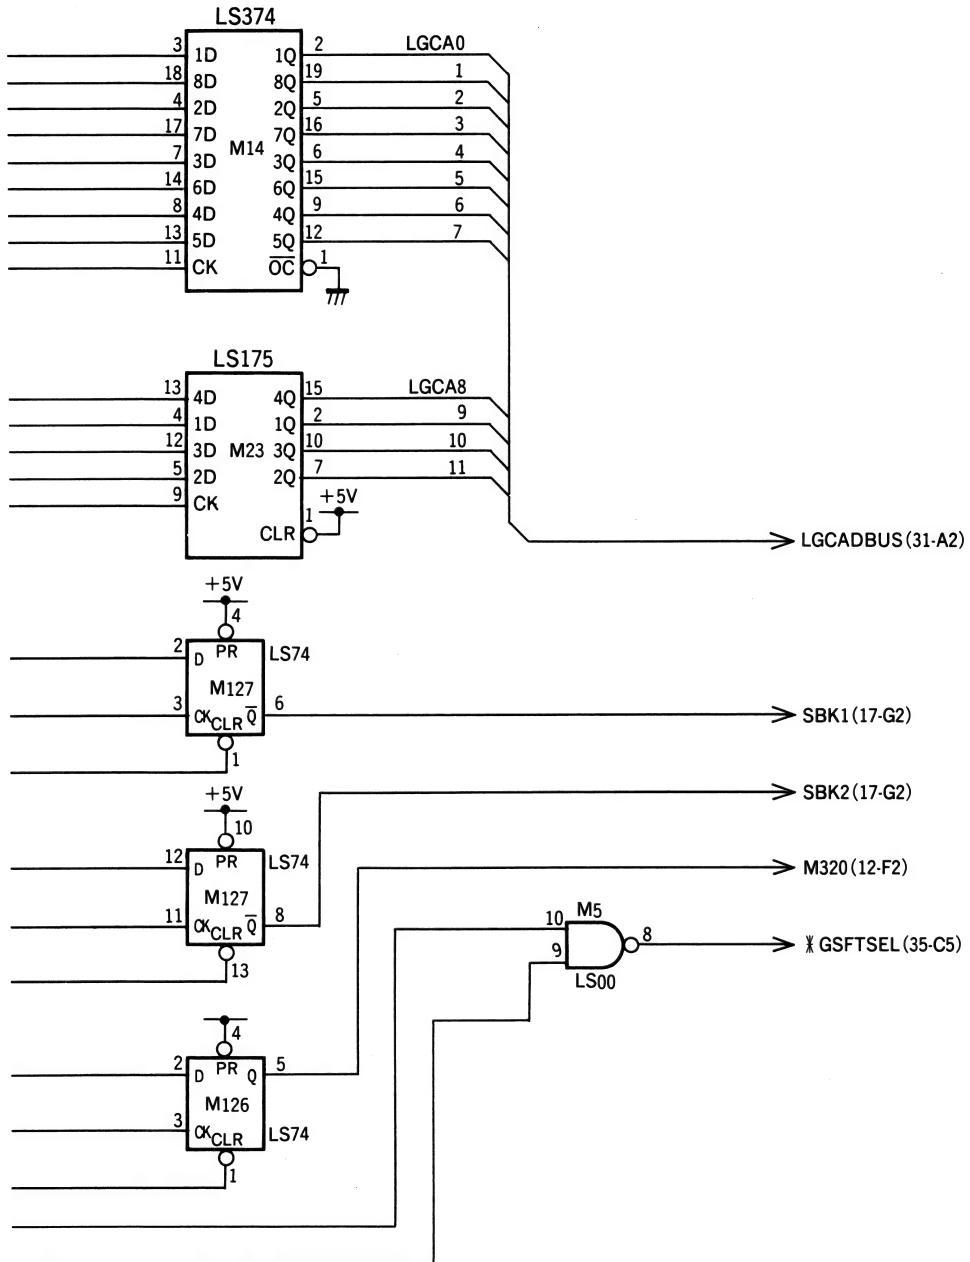 LS374
3 1D 1Q 2 LGCA0
18 8D 8Q 19 1
4 2D 2Q 5 2
17 7D 7Q 16 3
M14
7 3D 3Q 6 4
14 6D 6Q 15 5
8 4D 4Q 9 6
13 5D 5Q 12 7
11 CK OC 1
LS175
13 4D 4Q 15 LGCA8
4 1D 1Q 2 9
12 3D M23 3Q 10 10
5 2D 2Q 7 11
9 CK
+5V
1
CLR
LGCADBUS (31-A2)
+5V
4
2 D PR LS74
M127
3 CK CLR Q 6 SBK1 (17-G2)
1
+5V
SBK2 (17-G2)
10
12 D PR LS74
M320 (12-F2)
M127
11 CK CLR Q 8
13
M5
10
9
8 ※ GSFTSEL (35-C5)
LS00
4
2 D PR Q 5
M126
3 CK CLR LS74
1